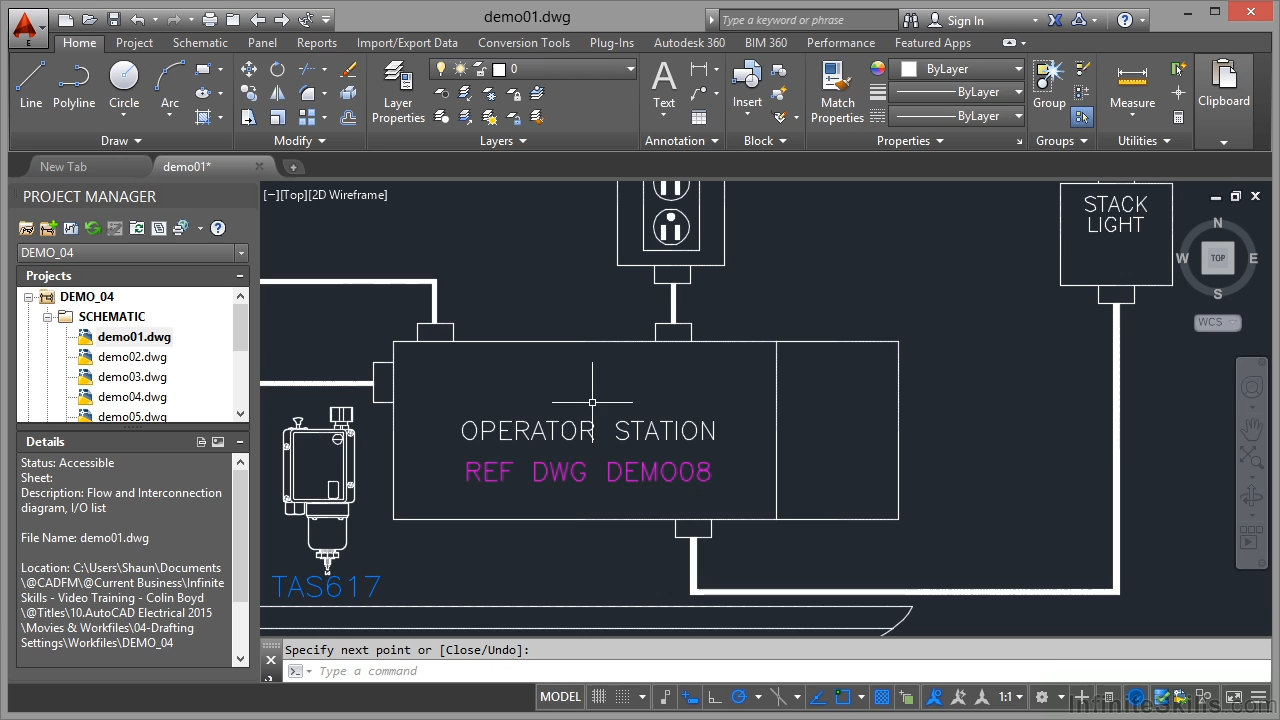 demo01.dwg
Type a keyword or phrase
Sign In
E
Home Project Schematic Panel Reports Import/Export Data Conversion Tools Plug-Ins Autodesk 360 BIM 360 Performance Featured Apps
0
ByLayer
ByLayer
ByLayer
Line Polyline Circle Arc
Layer
Properties
Text
Insert
Match
Properties
Group
Measure
Clipboard
Draw Modify Layers Annotation Block Properties Groups Utilities
New Tab demo01*
PROJECT MANAGER
DEMO_04
Projects
DEMO_04
SCHEMATIC
demo01.dwg
demo02.dwg
demo03.dwg
demo04.dwg
demo05.dwg
Details
Status: Accessible
Sheet:
Description: Flow and Interconnection
diagram, I/O list
File Name: demo01.dwg
Location: C:\Users\Shaun\Documents
\@CADFM\@Current Business\Infinite
Skills - Video Training - Colin Boyd
\@Titles\10.AutoCAD Electrical 2015
\Movies & Workfiles\04-Drafting
Settings\Workfiles\DEMO_04
[−][Top][2D Wireframe]
STACK
LIGHT
N
W TOP E
S
WCS
OPERATOR STATION
REF DWG DEMO08
TAS617
Specify next point or [Close/Undo]:
Type a command
MODEL
1:1
InfiniteSkills.com